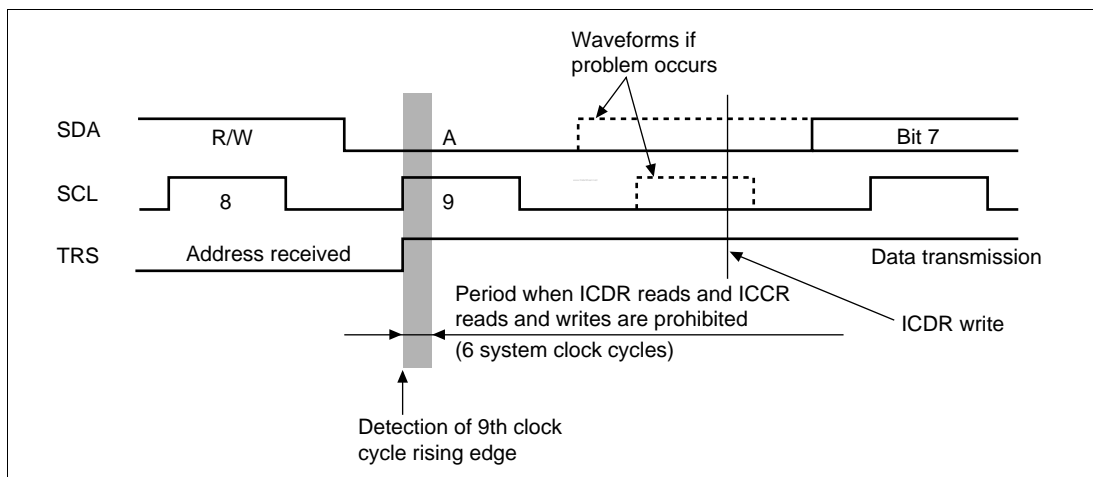 Waveforms if
problem occurs
SDA
R/W
A
Bit 7
SCL
8
9
TRS
Address received
Data transmission
Period when ICDR reads and ICCR
reads and writes are prohibited
(6 system clock cycles)
ICDR write
Detection of 9th clock
cycle rising edge